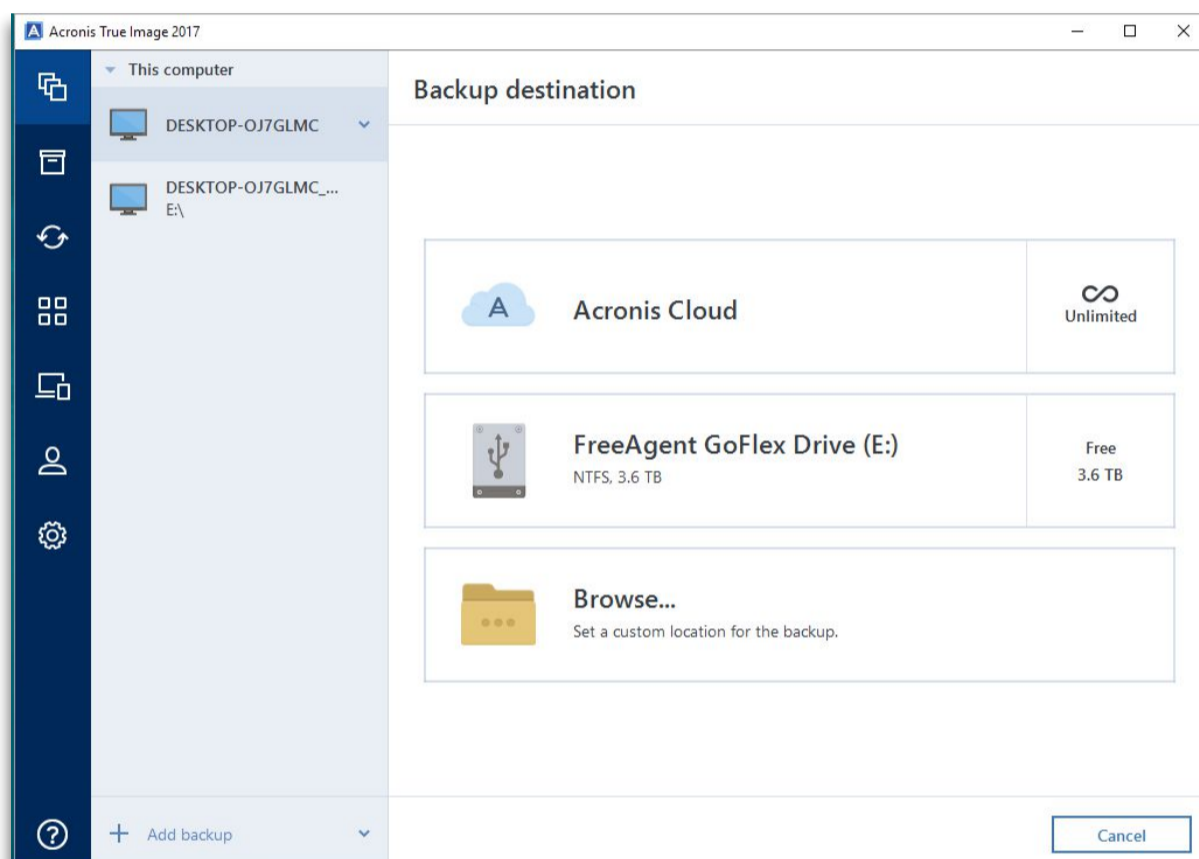 Acronis True Image 2017
This computer
DESKTOP-OJ7GLMC
DESKTOP-OJ7GLMC_...
E:\
Add backup
Backup destination
Acronis Cloud
Unlimited
FreeAgent GoFlex Drive (E:)
NTFS, 3.6 TB
Free
3.6 TB
Browse...
Set a custom location for the backup.
Cancel